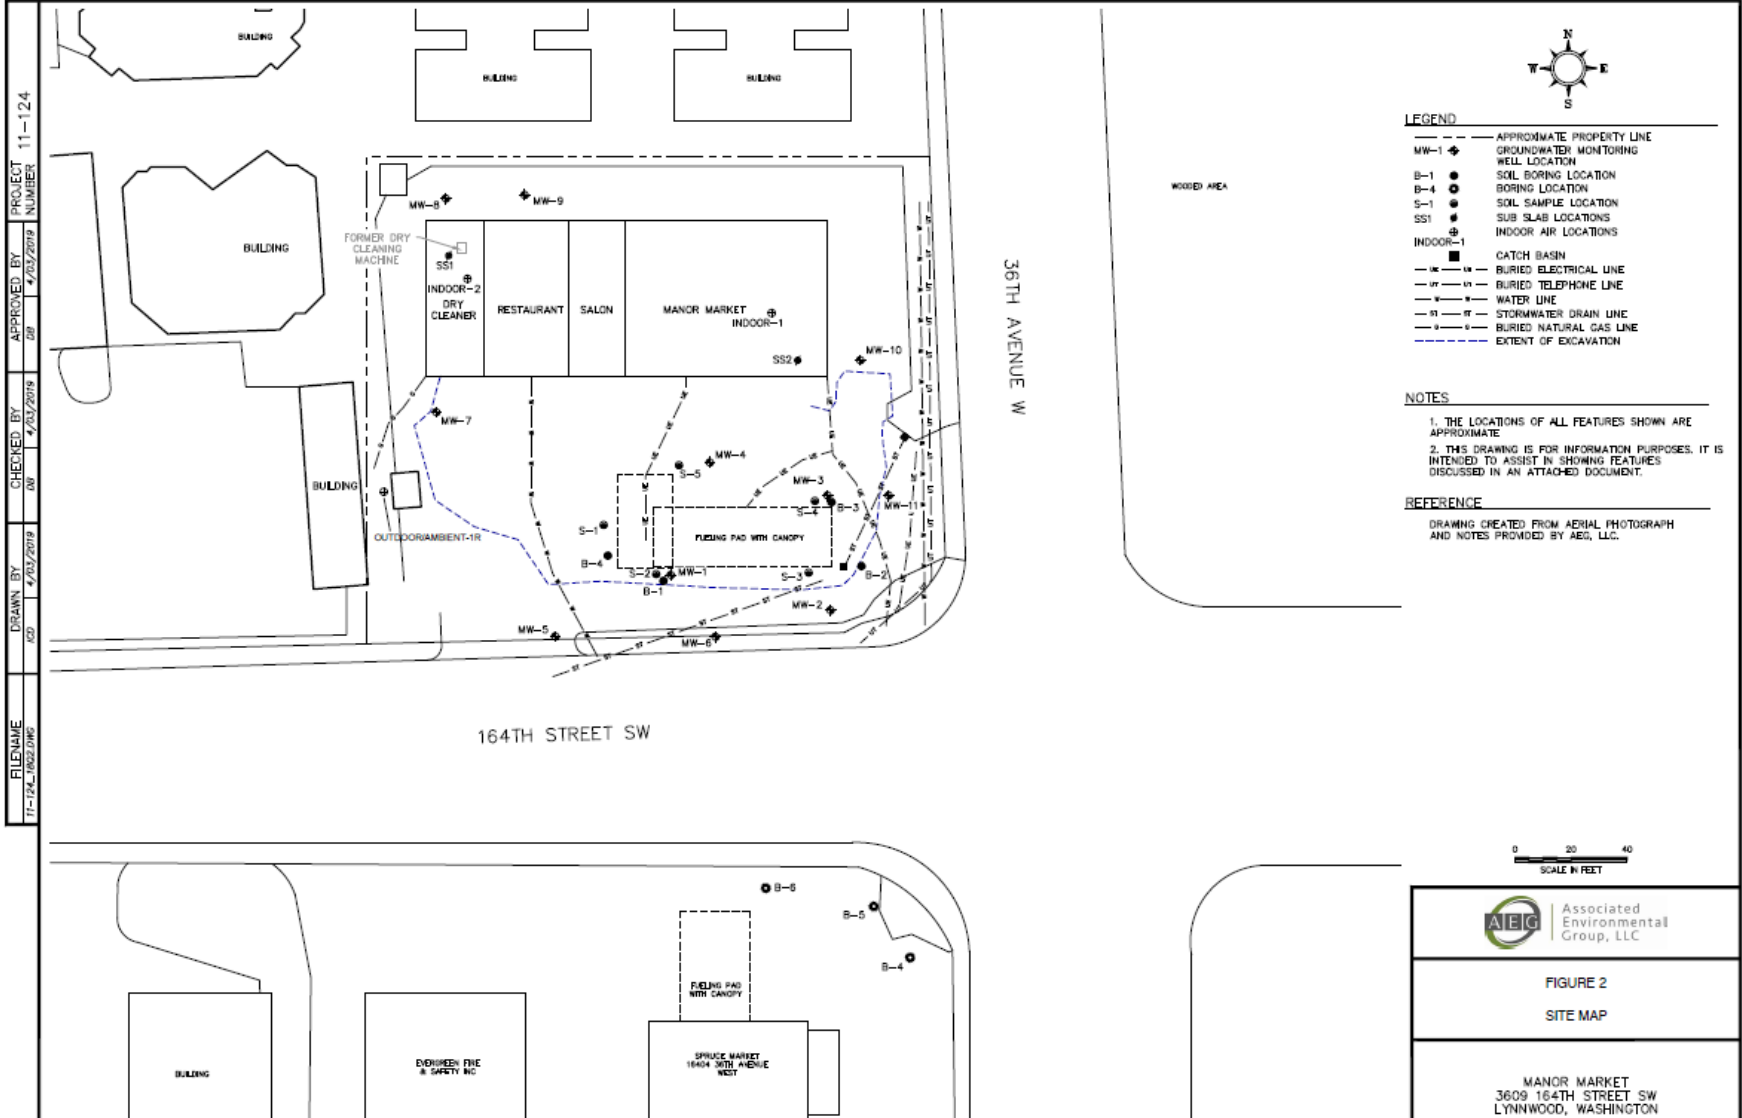 PROJECT NUMBER 11-124
APPROVED BY DB 4/03/2019
CHECKED BY DB 4/03/2019
DRAWN BY KCD 4/03/2019
FILENAME 11-124_18Q2.DWG
BUILDING
BUILDING
BUILDING
BUILDING
BUILDING
MW-8
MW-9
FORMER DRY
CLEANING
MACHINE
SS1
INDOOR-2
DRY
CLEANER
RESTAURANT
SALON
MANOR MARKET
INDOOR-1
SS2
MW-10
MW-7
MW-4
S-5
MW-3
S-4
B-3
MW-11
S-1
FUELING PAD WITH CANOPY
OUTDOOR/AMBIENT-1R
B-4
S-2
MW-1
B-1
S-3
B-2
MW-2
MW-5
MW-6
36TH AVENUE W
WOODED AREA
164TH STREET SW
B-6
B-5
B-4
FUELING PAD
WITH CANOPY
BUILDING
EVERGREEN FIRE
& SAFETY INC
SPRUCE MARKET
16404 36TH AVENUE
WEST
N
W E
S
LEGEND
APPROXIMATE PROPERTY LINE
MW-1 GROUNDWATER MONITORING
WELL LOCATION
B-1 SOIL BORING LOCATION
B-4 BORING LOCATION
S-1 SOIL SAMPLE LOCATION
SS1 SUB SLAB LOCATIONS
INDOOR AIR LOCATIONS
INDOOR-1
CATCH BASIN
BURIED ELECTRICAL LINE
UT UT BURIED TELEPHONE LINE
W W WATER LINE
ST ST STORMWATER DRAIN LINE
G G BURIED NATURAL GAS LINE
EXTENT OF EXCAVATION
NOTES
1. THE LOCATIONS OF ALL FEATURES SHOWN ARE
APPROXIMATE
2. THIS DRAWING IS FOR INFORMATION PURPOSES. IT IS
INTENDED TO ASSIST IN SHOWING FEATURES
DISCUSSED IN AN ATTACHED DOCUMENT.
REFERENCE
DRAWING CREATED FROM AERIAL PHOTOGRAPH
AND NOTES PROVIDED BY AEG, LLC.
0 20 40
SCALE IN FEET
AEG
Associated
Environmental
Group, LLC
FIGURE 2
SITE MAP
MANOR MARKET
3609 164TH STREET SW
LYNNWOOD, WASHINGTON